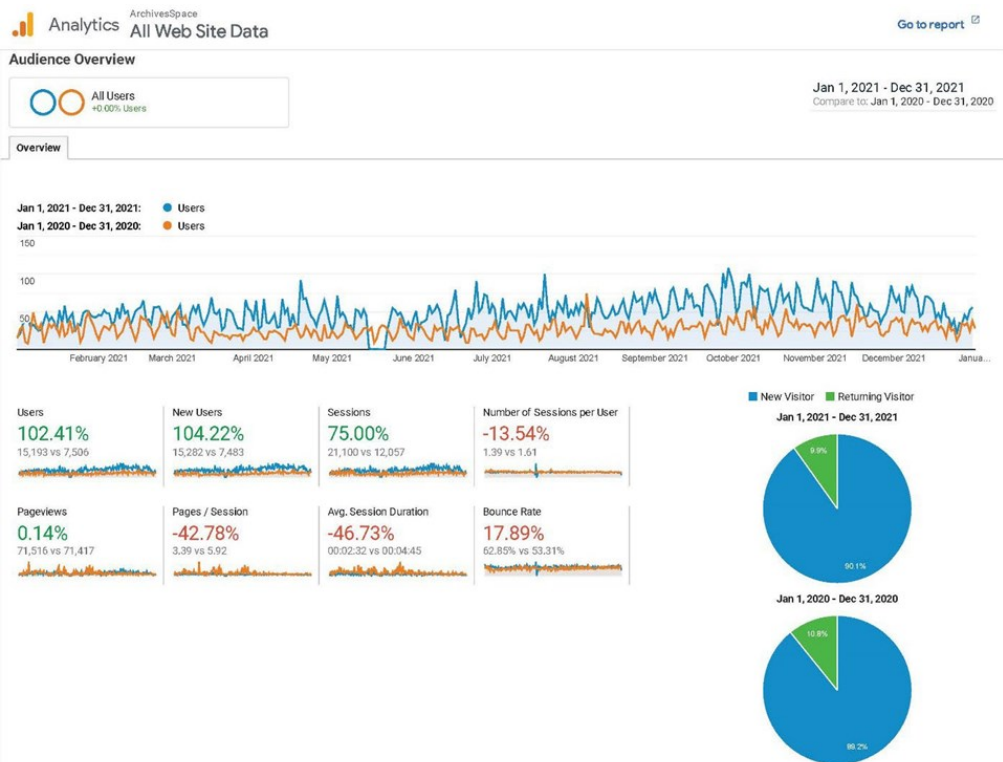 ArchivesSpace
Analytics All Web Site Data
Go to report
Audience Overview
All Users
+0.00% Users
Jan 1, 2021 - Dec 31, 2021
Compare to: Jan 1, 2020 - Dec 31, 2020
Overview
Jan 1, 2021 - Dec 31, 2021: Users
Jan 1, 2020 - Dec 31, 2020: Users
150
100
50
February 2021 March 2021 April 2021 May 2021 June 2021 July 2021 August 2021 September 2021 October 2021 November 2021 December 2021 Janua...
Users
102.41%
15,193 vs 7,506
New Users
104.22%
15,282 vs 7,483
Sessions
75.00%
21,100 vs 12,057
Number of Sessions per User
-13.54%
1.39 vs 1.61
Pageviews
0.14%
71,516 vs 71,417
Pages / Session
-42.78%
3.39 vs 5.92
Avg. Session Duration
-46.73%
00:02:32 vs 00:04:45
Bounce Rate
17.89%
62.85% vs 53.31%
New Visitor Returning Visitor
Jan 1, 2021 - Dec 31, 2021
9.9%
90.1%
Jan 1, 2020 - Dec 31, 2020
10.8%
89.2%